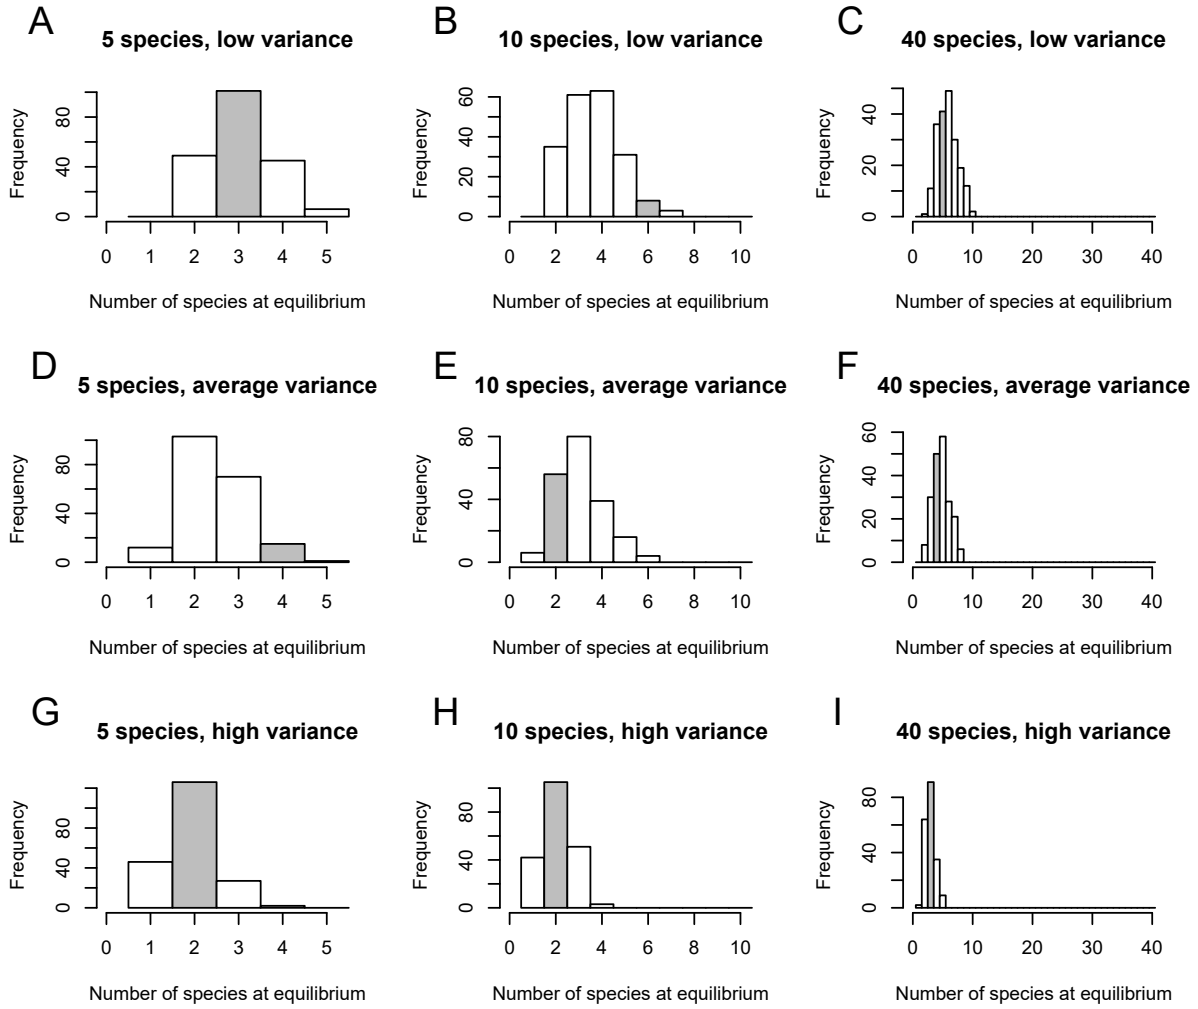 A
5 species, low variance
Frequency
0 40 80
0 1 2 3 4 5
Number of species at equilibrium
B
10 species, low variance
Frequency
0 20 40 60
0 2 4 6 8 10
Number of species at equilibrium
C
40 species, low variance
Frequency
0 20 40
0 10 20 30 40
Number of species at equilibrium
D
5 species, average variance
Frequency
0 40 80
0 1 2 3 4 5
Number of species at equilibrium
E
10 species, average variance
Frequency
0 40 80
0 2 4 6 8 10
Number of species at equilibrium
F
40 species, average variance
Frequency
0 20 40 60
0 10 20 30 40
Number of species at equilibrium
G
5 species, high variance
Frequency
0 40 80
0 1 2 3 4 5
Number of species at equilibrium
H
10 species, high variance
Frequency
0 40 80
0 2 4 6 8 10
Number of species at equilibrium
I
40 species, high variance
Frequency
0 40 80
0 10 20 30 40
Number of species at equilibrium